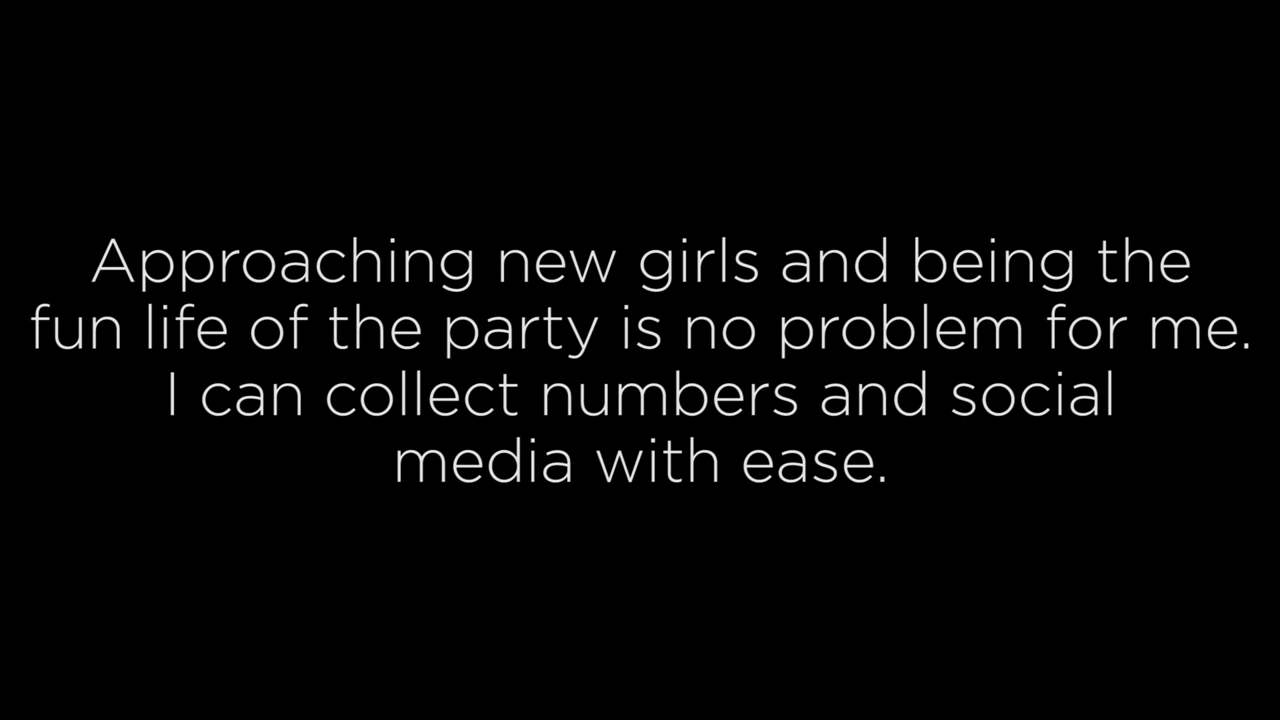 Approaching new girls and being the
fun life of the party is no problem for me.
I can collect numbers and social
media with ease.